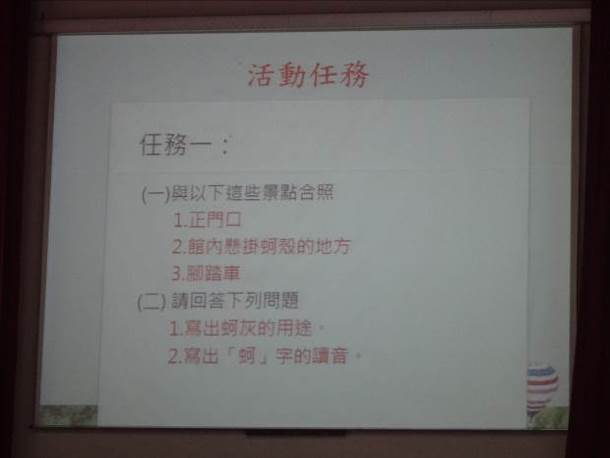 活動任務
任務一：
(一)與以下這些景點合照
1.正門口
2.館內懸掛蚵殼的地方
3.腳踏車
(二) 請回答下列問題
1.寫出蚵灰的用途。
2.寫出「蚵」字的讀音。